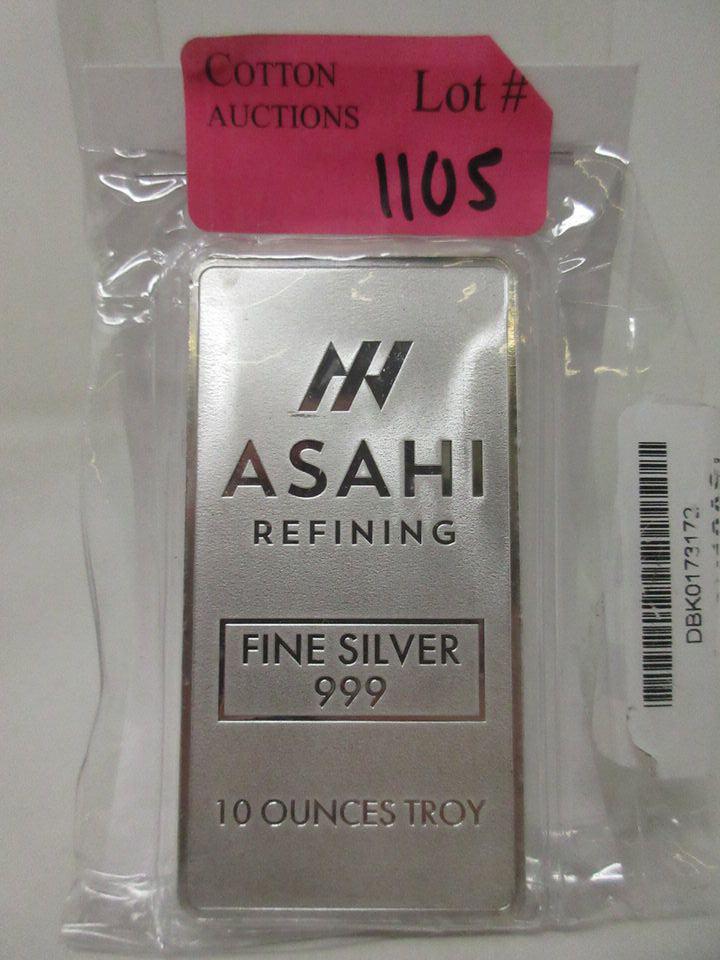 COTTON
AUCTIONS
Lot #
1105
ASAHI
REFINING
FINE SILVER
999
10 OUNCES TROY
DBK0173172